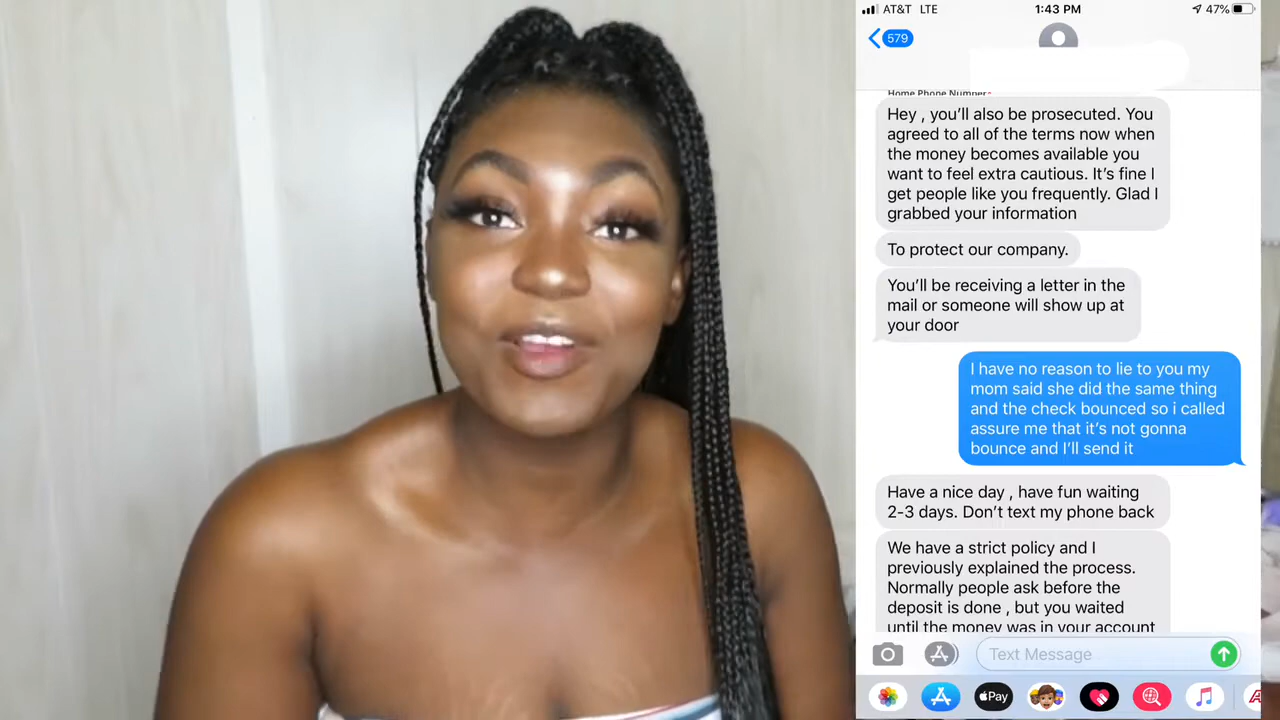 AT&T LTE 1:43 PM 47%
579
Home Phone Number*
Hey , you'll also be prosecuted. You
agreed to all of the terms now when
the money becomes available you
want to feel extra cautious. It's fine I
get people like you frequently. Glad I
grabbed your information
To protect our company.
You'll be receiving a letter in the
mail or someone will show up at
your door
I have no reason to lie to you my
mom said she did the same thing
and the check bounced so i called
assure me that it's not gonna
bounce and I'll send it
Have a nice day , have fun waiting
2-3 days. Don't text my phone back
We have a strict policy and I
previously explained the process.
Normally people ask before the
deposit is done , but you waited
until the money was in your account
Text Message
Pay